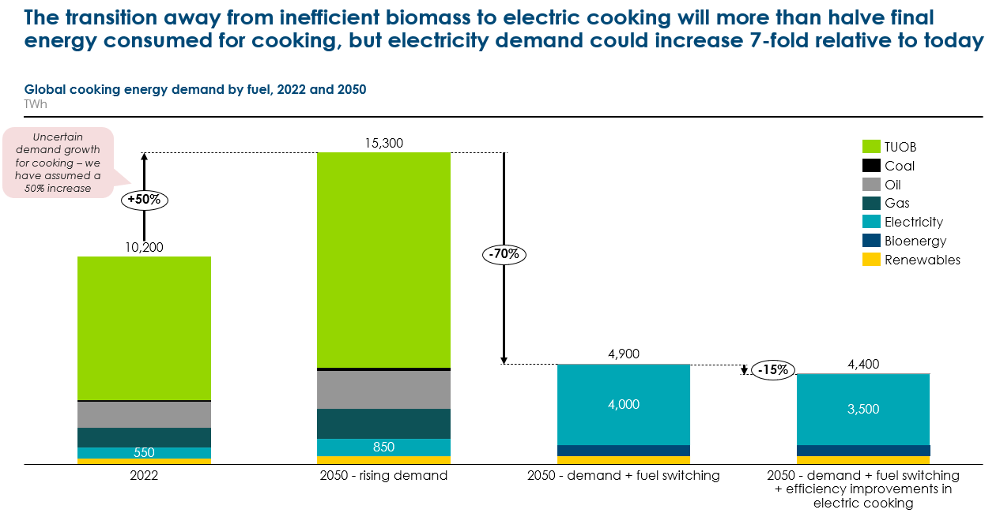 The transition away from inefficient biomass to electric cooking will more than halve final
energy consumed for cooking, but electricity demand could increase 7-fold relative to today
Global cooking energy demand by fuel, 2022 and 2050
TWh
Uncertain
demand growth
for cooking – we
have assumed a
50% increase
+50%
10,200
550
2022
15,300
850
2050 - rising demand
-70%
4,900
4,000
2050 - demand + fuel switching
-15%
4,400
3,500
2050 - demand + fuel switching
+ efficiency improvements in
electric cooking
TUOB
Coal
Oil
Gas
Electricity
Bioenergy
Renewables